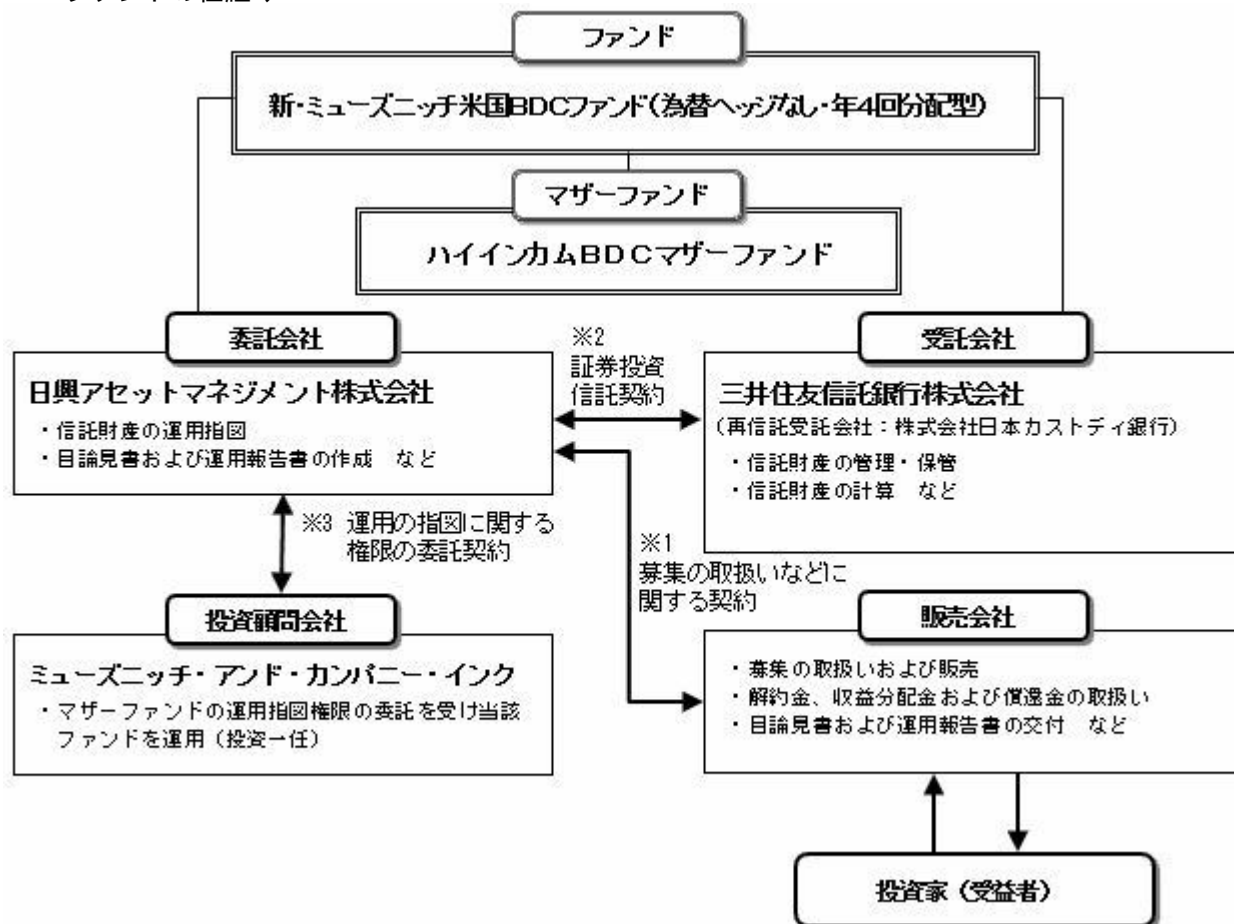 ファンド
新・ミューズニッチ米国BDCファンド(為替ヘッジなし・年4回分配型)
マザーファンド
ハイインカムBDCマザーファンド
委託会社
日興アセットマネジメント株式会社
・信託財産の運用指図
・目論見書および運用報告書の作成 など
※2
証券投資
信託契約
受託会社
三井住友信託銀行株式会社
(再信託受託会社:株式会社日本カストディ銀行)
・信託財産の管理・保管
・信託財産の計算 など
※3 運用の指図に関する
権限の委託契約
※1
募集の取扱いなどに
関する契約
投資顧問会社
ミューズニッチ・アンド・カンパニー・インク
・マザーファンドの運用指図権限の委託を受け当該
ファンドを運用(投資一任)
販売会社
・募集の取扱いおよび販売
・解約金、収益分配金および償還金の取扱い
・目論見書および運用報告書の交付 など
投資家(受益者)